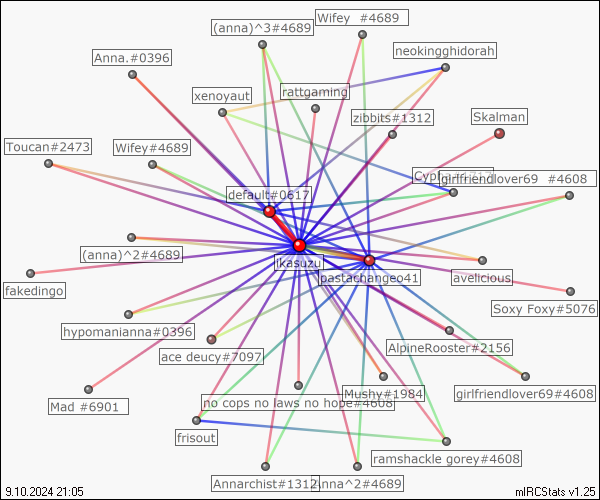 Wifey  #4689
(anna)^3#4689
neokingghidorah
Anna.#0396
rattgaming
xenoyaut
zibbits#1312
Skalman
Toucan#2473
Wifey#4689
girlfriendlover69  #4608
default#0617
(anna)^2#4689
ikasuzu
pastachangeo41
avelicious
fakedingo
Soxy Foxy#5076
hypomanianna#0396
AlpineRooster#2156
ace deucy#7097
Mushy#1984
girlfriendlover69#4608
Mad #6901
no cops no laws no hope#4608
frisout
ramshackle gorey#4608
Annarchist#1312
nna^2#4689
9.10.2024 21:05
mIRCStats v1.25